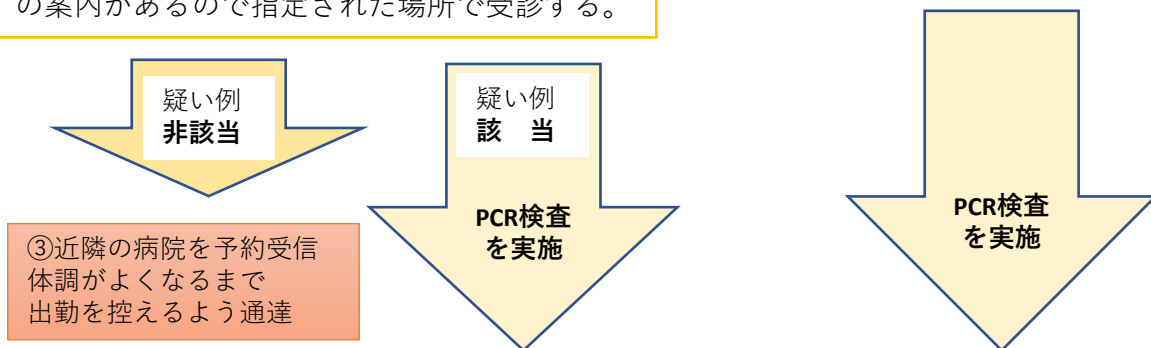 の案内があるので指定された場所で受診する。
疑い例
非該当
疑い例
該　当
PCR検査
を実施
PCR検査
を実施
③近隣の病院を予約受信
体調がよくなるまで
出勤を控えるよう通達